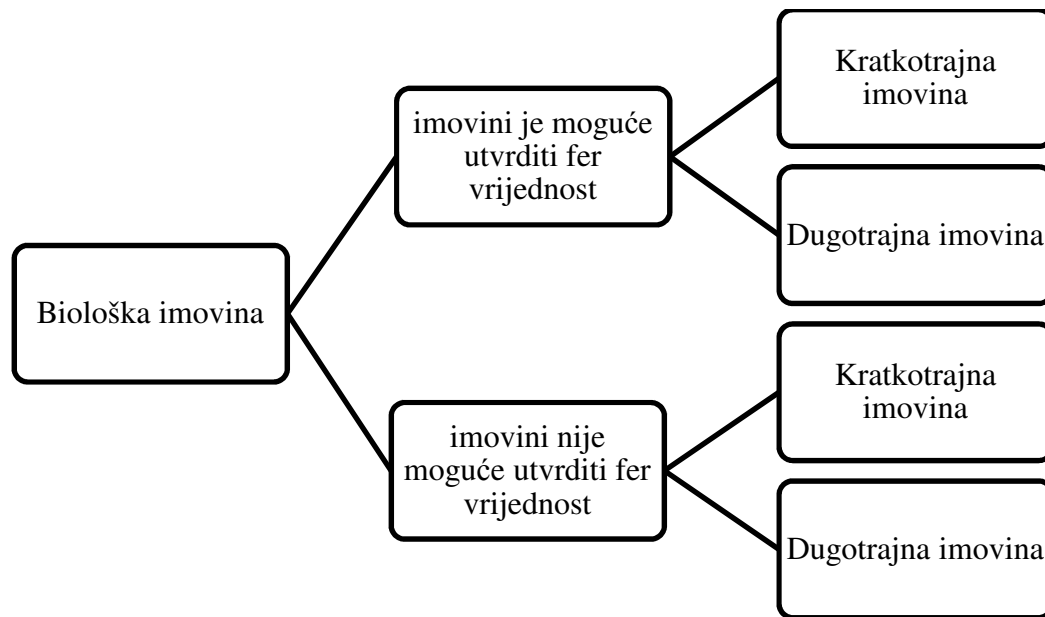 Biološka imovina
imovini je moguće
utvrditi fer
vrijednost
Kratkotrajna
imovina
Dugotrajna imovina
imovini nije
moguće utvrditi fer
vrijednost
Kratkotrajna
imovina
Dugotrajna imovina